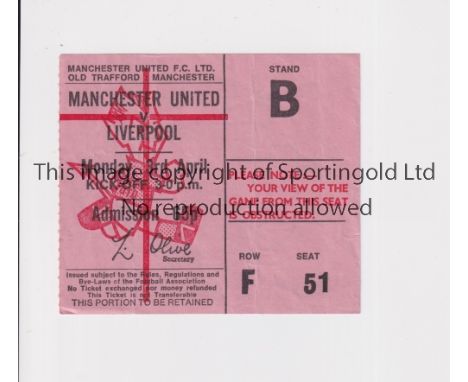 MANCHESTER UNITED F.C. LTD.
OLD TRAFFORD MANCHESTER
MANCHESTER UNITED
v
LIVERPOOL
Monday 3rd April
KICK-OFF 3-0 p.m.
Admission
L. Olive
Secretary
Issued subject to the Rules, Regulations and
Bye-Laws of the Football Association
No Ticket exchanged nor money refunded
This Ticket is not Transferable
THIS PORTION TO BE RETAINED
STAND
B
PLEASE NOTE
YOUR VIEW OF THE
GAME FROM THIS SEAT
IS OBSTRUCTED.
ROW SEAT
F 51
This image copyright of Sportingold Ltd
No reproduction allowed